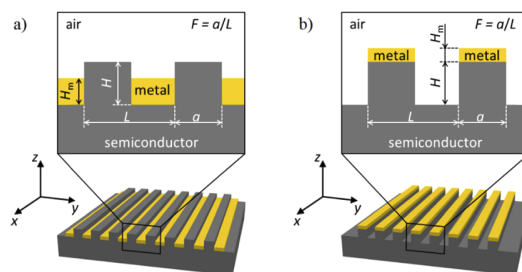 a)
air
F = a/L
Hm
H
metal
L
a
semiconductor
z
y
x
b)
air
F = a/L
Hm
metal
metal
H
L
a
semiconductor
z
y
x